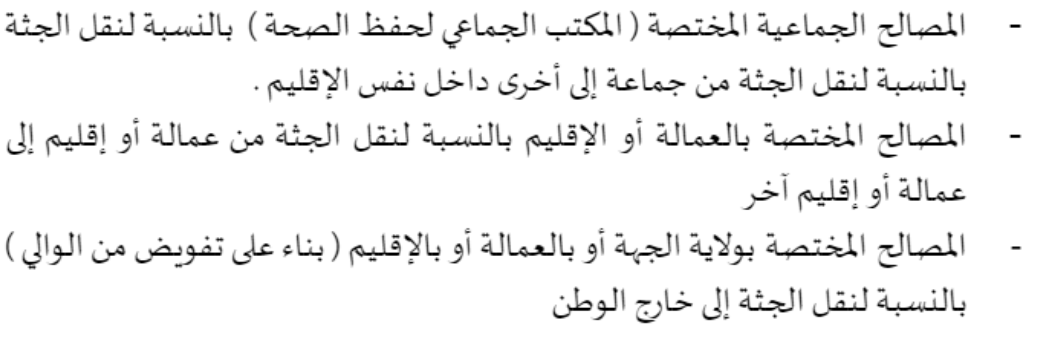 - المصالح الجماعية المختصة ( المكتب الجماعي لحفظ الصحة ) بالنسبة لنقل الجثة
بالنسبة لنقل الجثة من جماعة إلى أخرى داخل نفس الإقليم .
- المصالح المختصة بالعمالة أو الإقليم بالنسبة لنقل الجثة من عمالة أو إقليم إلى
عمالة أو إقليم آخر
- المصالح المختصة بولاية الجهة أو بالعمالة أو بالإقليم ( بناء على تفويض من الوالي )
بالنسبة لنقل الجثة إلى خارج الوطن